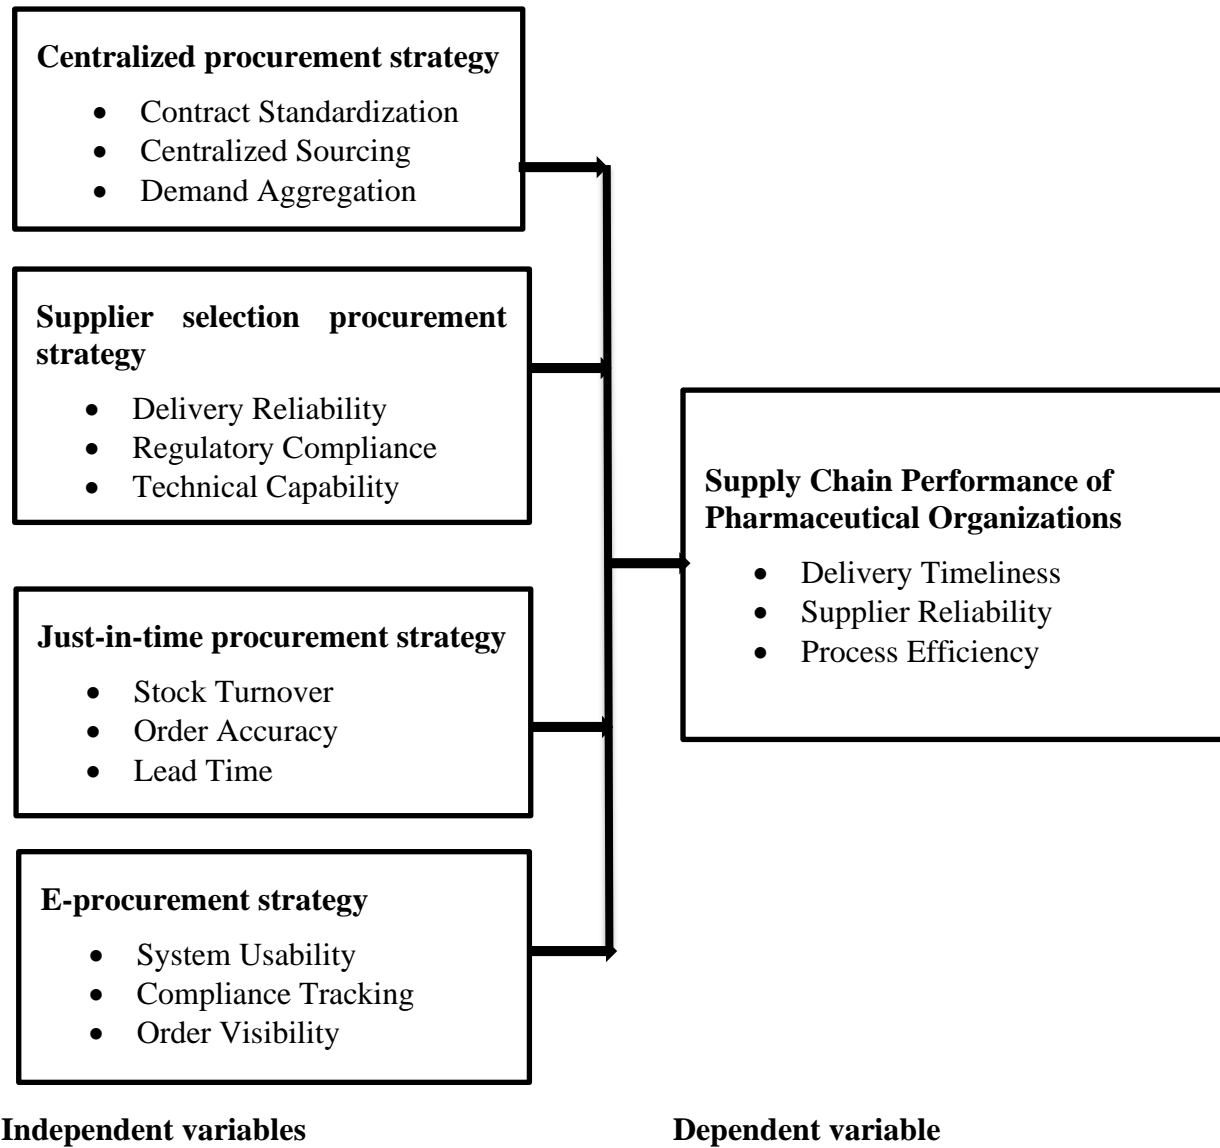 Centralized procurement strategy
• Contract Standardization
• Centralized Sourcing
• Demand Aggregation
Supplier selection procurement
strategy
• Delivery Reliability
• Regulatory Compliance
• Technical Capability
Just-in-time procurement strategy
• Stock Turnover
• Order Accuracy
• Lead Time
E-procurement strategy
• System Usability
• Compliance Tracking
• Order Visibility
Independent variables
Supply Chain Performance of
Pharmaceutical Organizations
• Delivery Timeliness
• Supplier Reliability
• Process Efficiency
Dependent variable